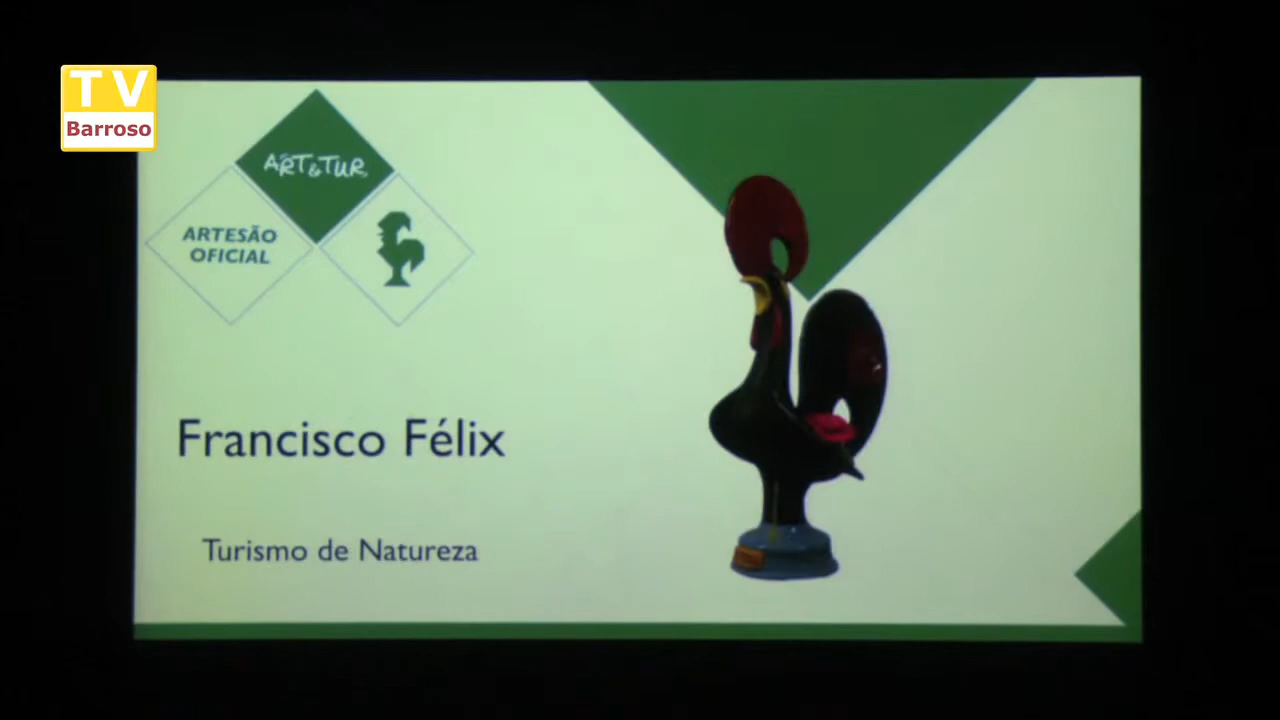 TV
Barroso
ART&TUR
ARTESÃO
OFICIAL
Francisco Félix
Turismo de Natureza